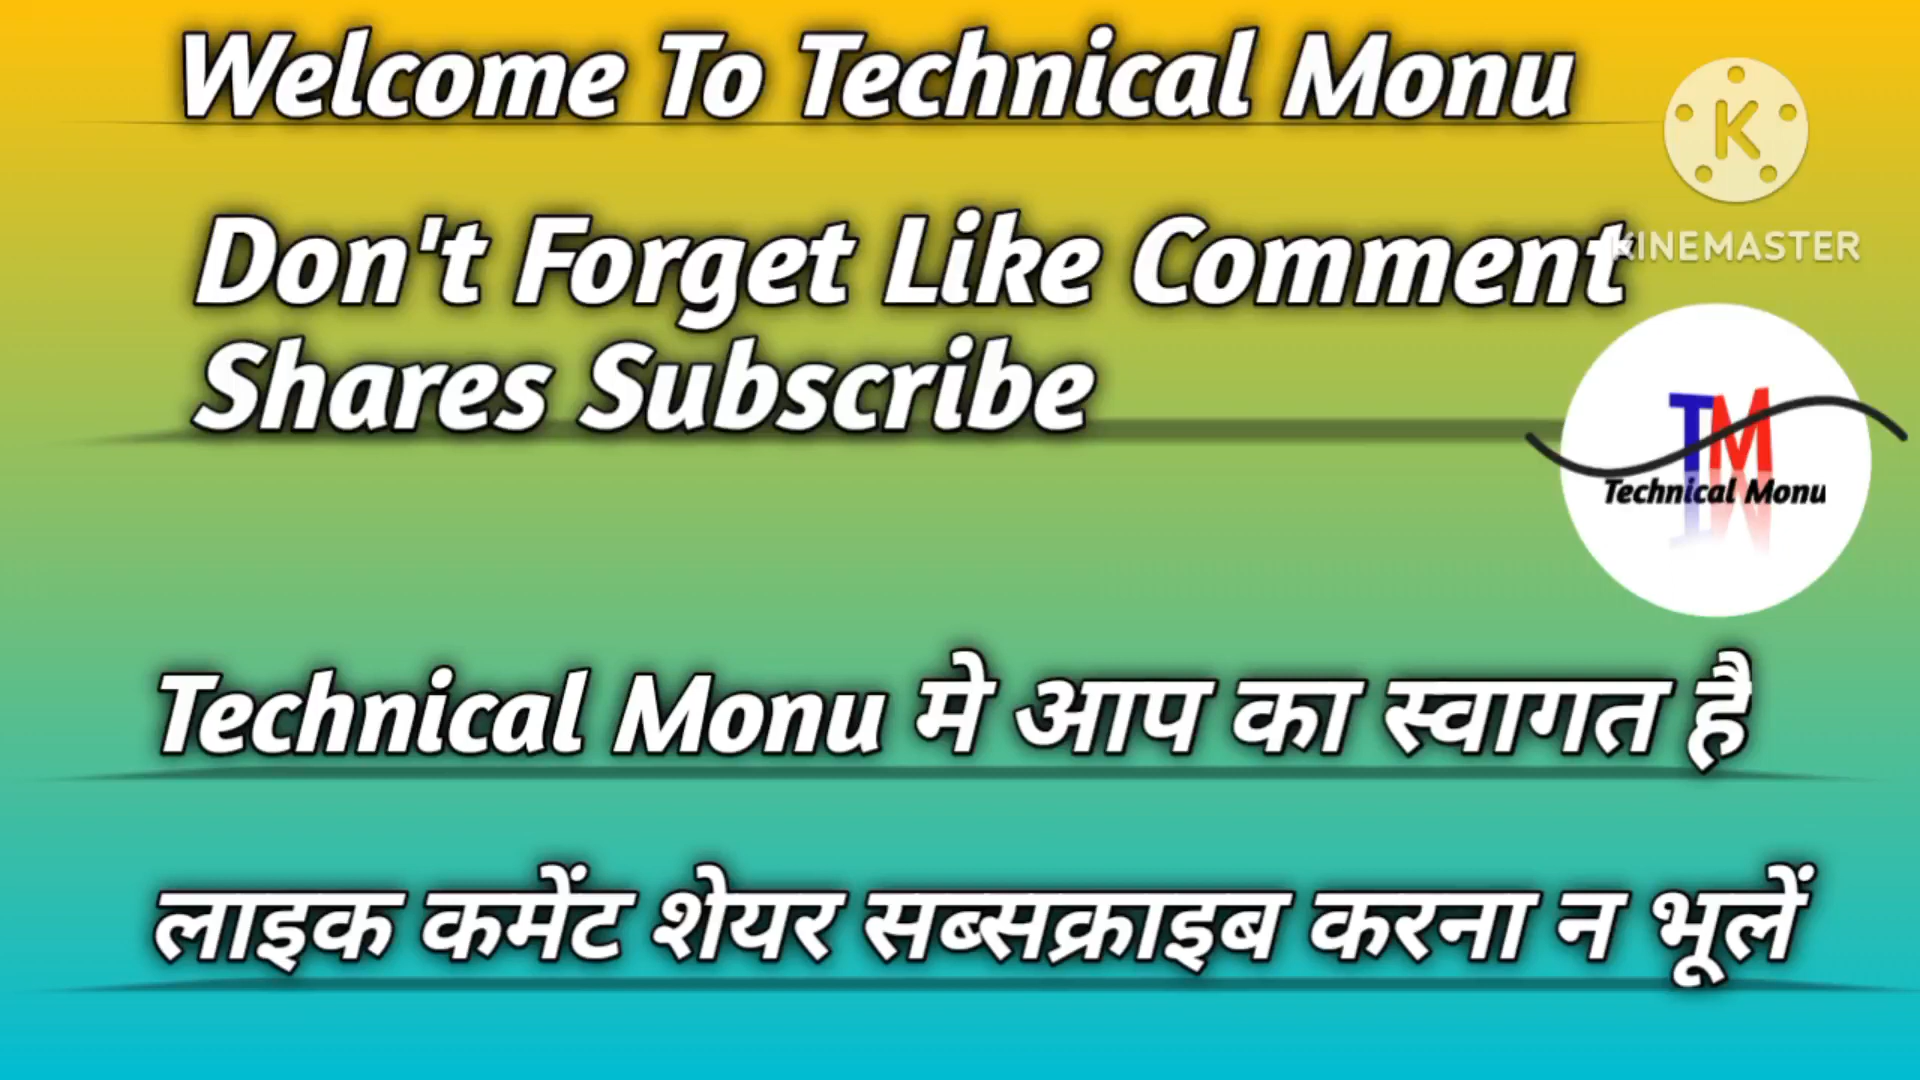 Welcome To Technical Monu
KINEMASTER
Don't Forget Like Comment
Shares Subscribe
TM
Technical Monu
Technical Monu मे आप का स्वागत है
लाइक कमेंट शेयर सब्सक्राइब करना न भूलें